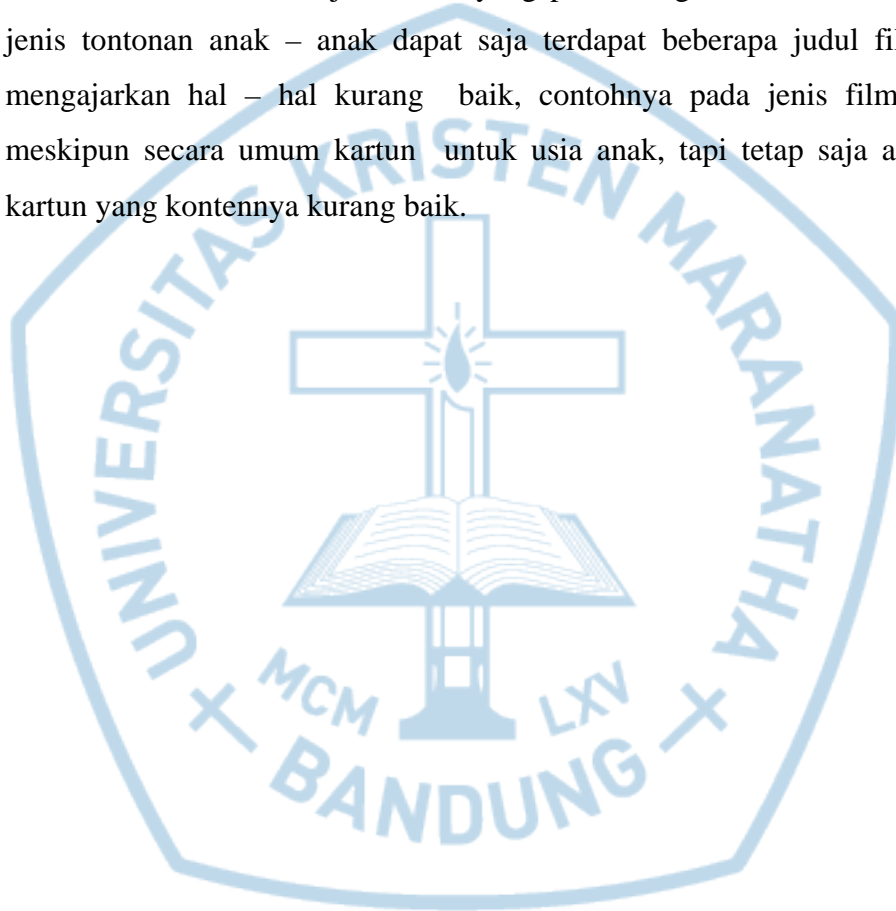 jenis tontonan anak – anak dapat saja terdapat beberapa judul
mengajarkan hal – hal kurang baik, contohnya pada jenis film
meskipun secara umum kartun untuk usia anak, tapi tetap saja
kartun yang kontennya kurang baik.
UNIVERSITAS KRISTEN MARANATHA
MCM LXV
BANDUNG